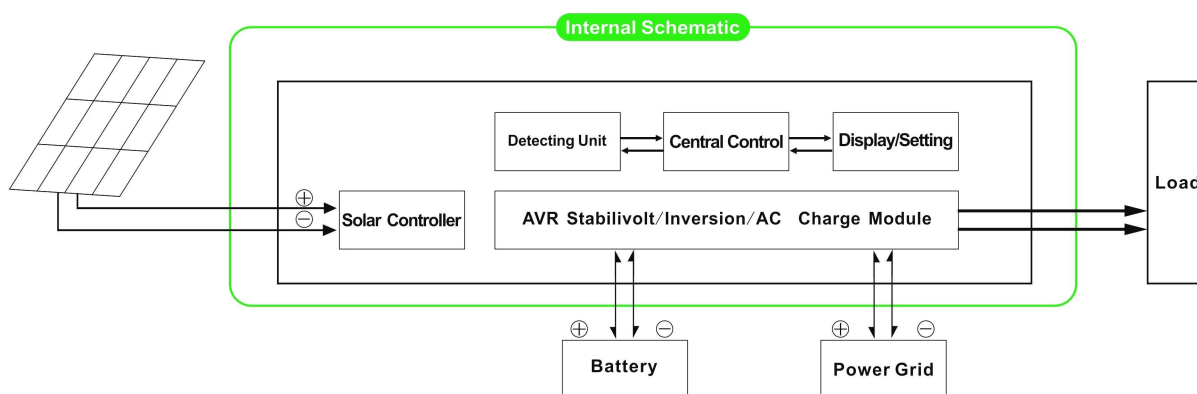 Internal Schematic
Detecting Unit
Central Control
Display/Setting
Load
⊕
⊖
Solar Controller
AVR Stabilivolt/Inversion/AC Charge Module
⊕ ⊖
⊕ ⊖
Battery
Power Grid